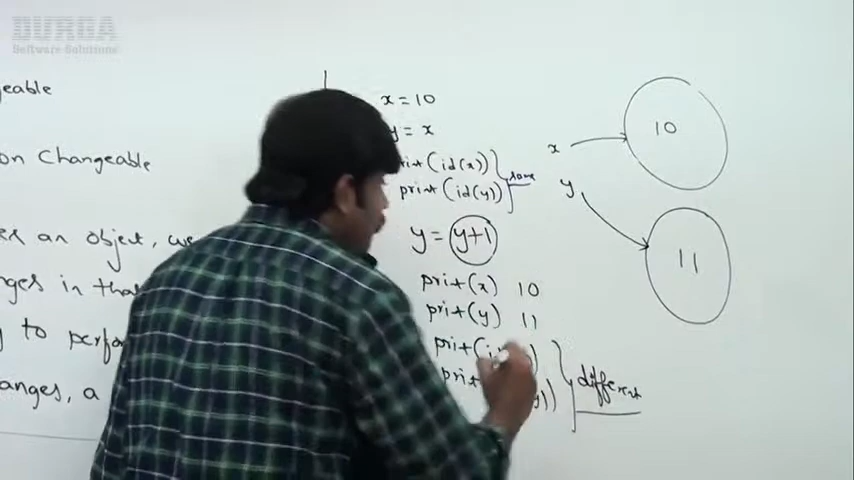 DURGA
Software Solutions
geable
on Changeable
an object, we
ges in tha
to perfo
anges, a
x = 10
y = x
print(id(x))
print(id(y))
same
y = y+1
print(x) 10
print(y) 11
different
x
10
y
11